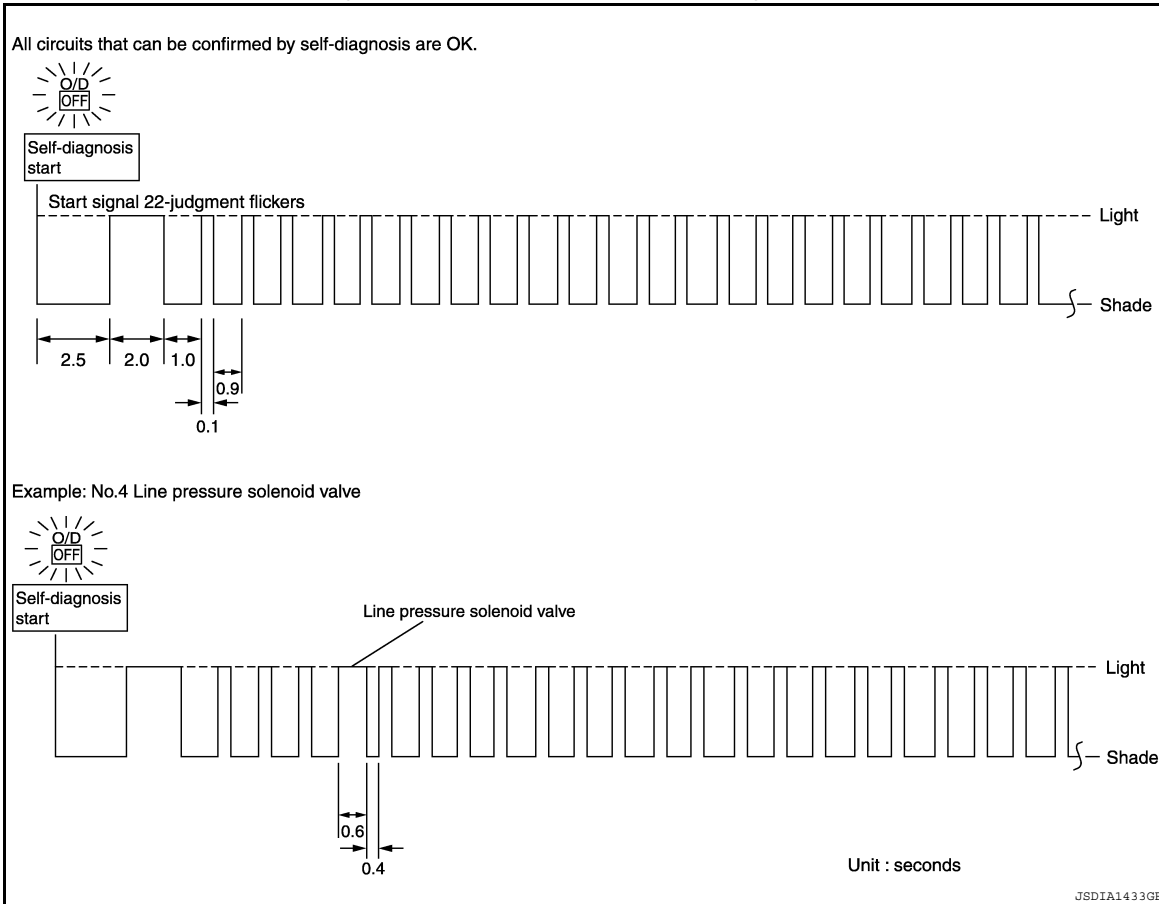 All circuits that can be confirmed by self-diagnosis are OK.
O/D
OFF
Self-diagnosis
start
Start signal 22-judgment flickers
Light
Shade
2.5
2.0
1.0
0.9
0.1
Example: No.4 Line pressure solenoid valve
O/D
OFF
Self-diagnosis
start
Line pressure solenoid valve
Light
Shade
0.6
0.4
Unit : seconds
JSDIA1433GB